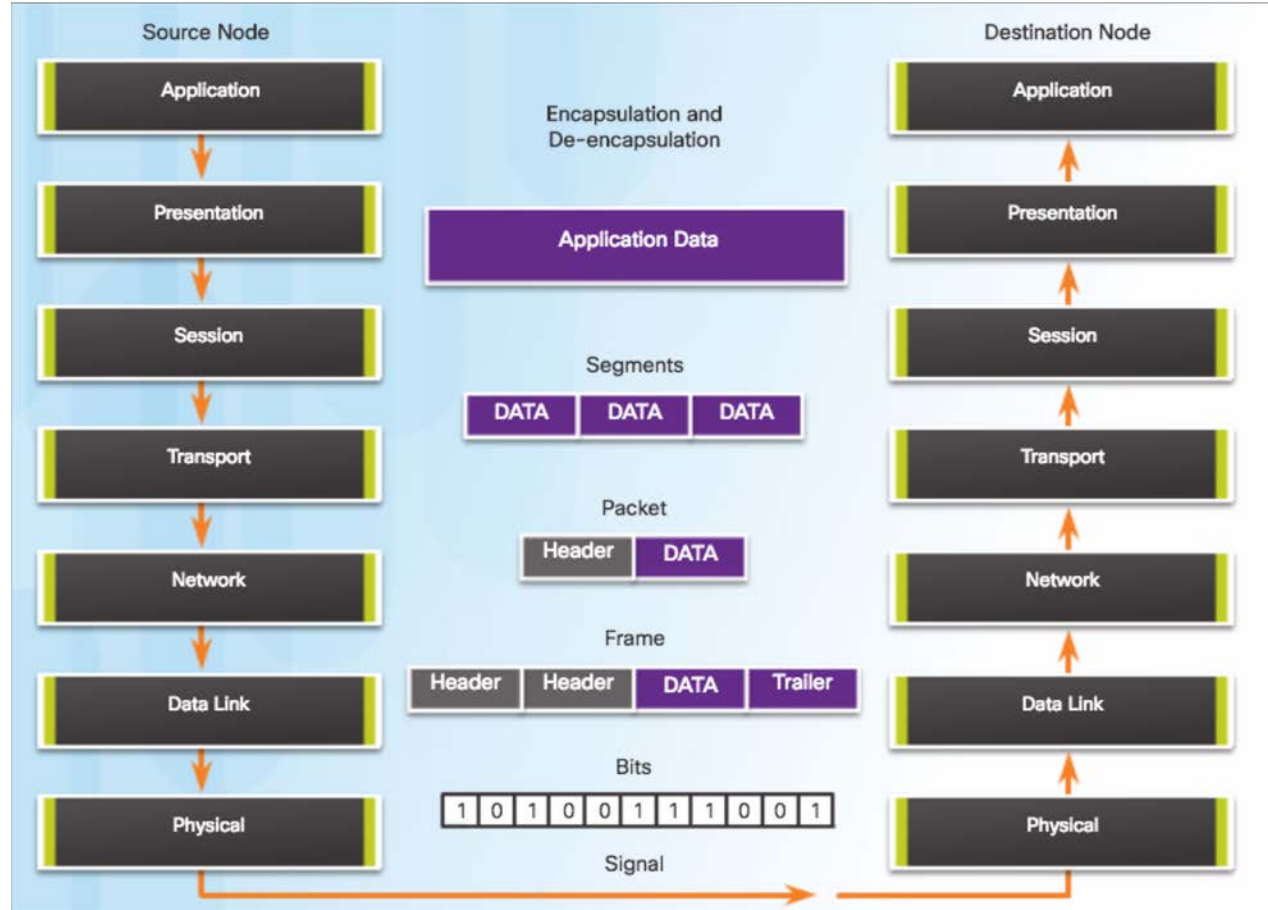 Source Node
Application
Presentation
Session
Transport
Network
Data Link
Physical
Encapsulation and
De-encapsulation
Application Data
Segments
DATA DATA DATA
Packet
Header DATA
Frame
Header Header DATA Trailer
Bits
1 0 1 0 0 1 1 1 0 0 1
Signal
Destination Node
Application
Presentation
Session
Transport
Network
Data Link
Physical